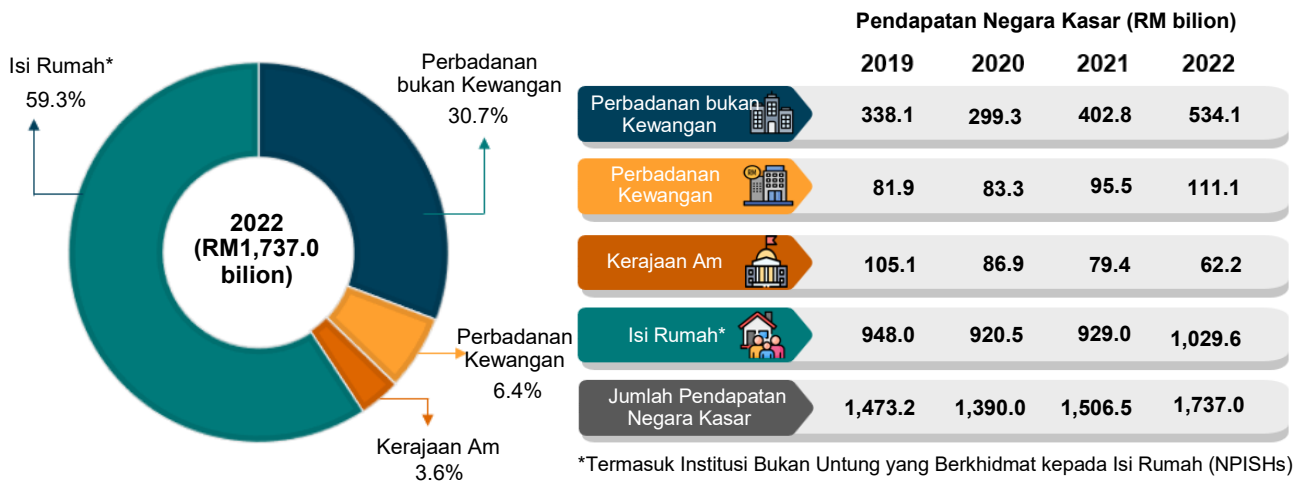 Isi Rumah*
59.3%
Perbadanan
bukan Kewangan
30.7%
2022
(RM1,737.0
bilion)
Perbadanan
Kewangan
6.4%
Kerajaan Am
3.6%
Pendapatan Negara Kasar (RM bilion)
2019 2020 2021 2022
Perbadanan bukan
Kewangan
338.1 299.3 402.8 534.1
RM
Perbadanan
Kewangan
81.9 83.3 95.5 111.1
Kerajaan Am
105.1 86.9 79.4 62.2
Isi Rumah*
948.0 920.5 929.0 1,029.6
Jumlah Pendapatan
Negara Kasar
1,473.2 1,390.0 1,506.5 1,737.0
*Termasuk Institusi Bukan Untung yang Berkhidmat kepada Isi Rumah (NPISHs)